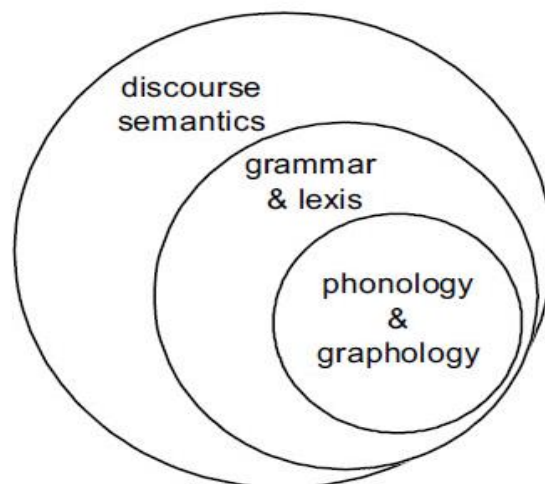 discourse
semantics
grammar
& lexis
phonology
&
graphology